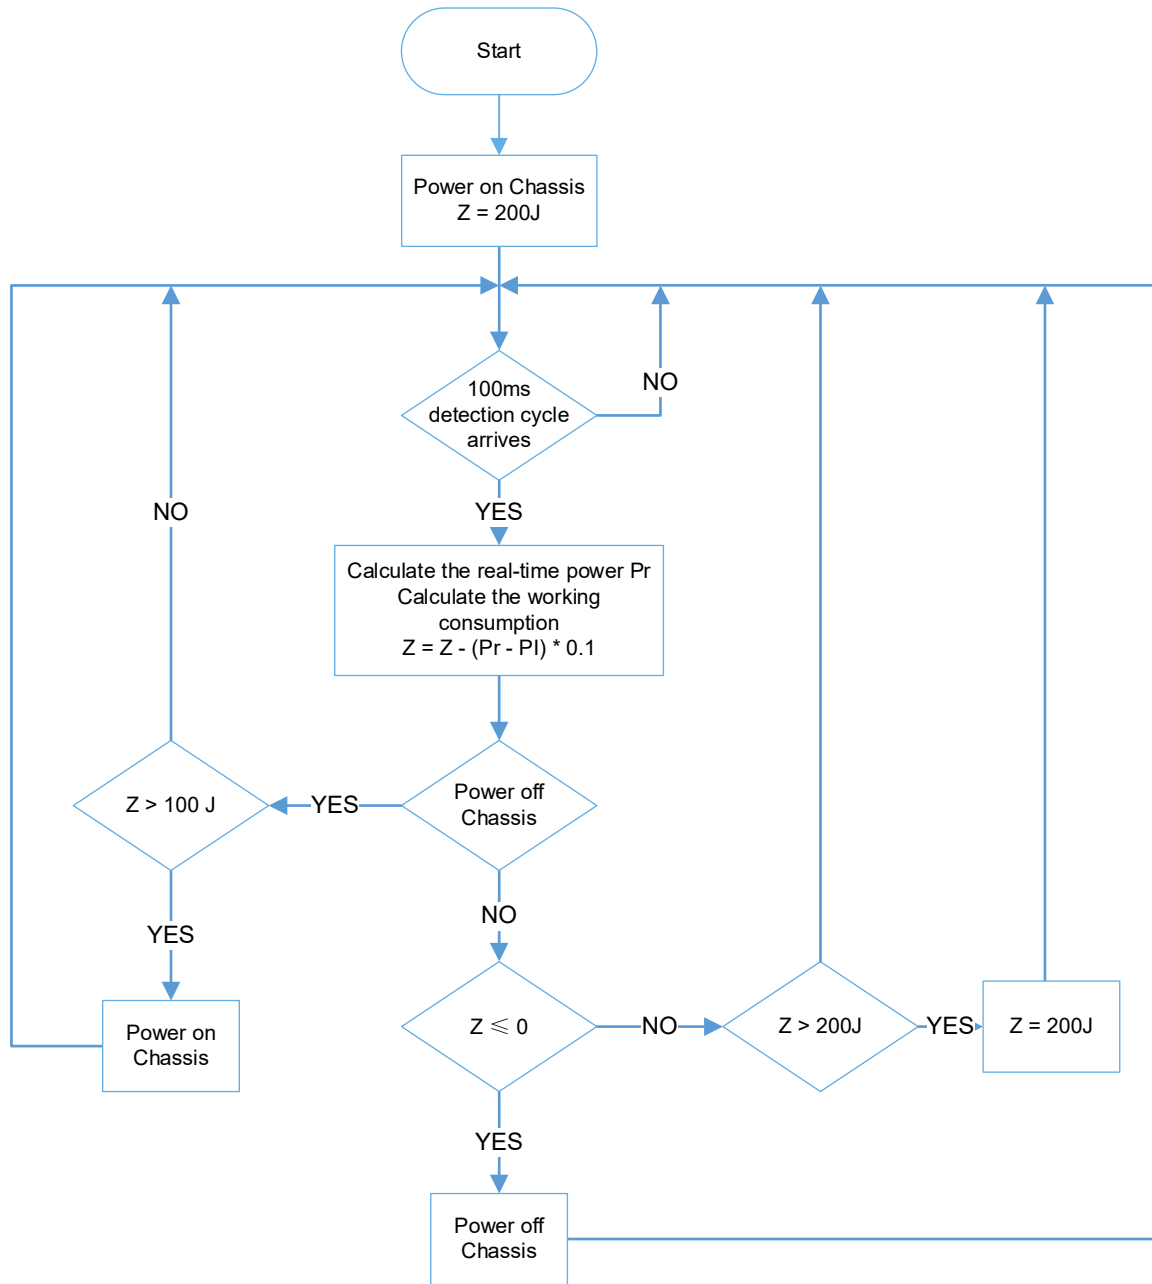 Start
Power on Chassis
Z = 200J
100ms
detection cycle
arrives
NO
YES
NO
Calculate the real-time power Pr
Calculate the working
consumption
Z = Z - (Pr - PI) * 0.1
Z > 100 J
YES
Power off
Chassis
NO
YES
Power on
Chassis
Z ≤ 0
NO
Z > 200J
YES
Z = 200J
YES
Power off
Chassis